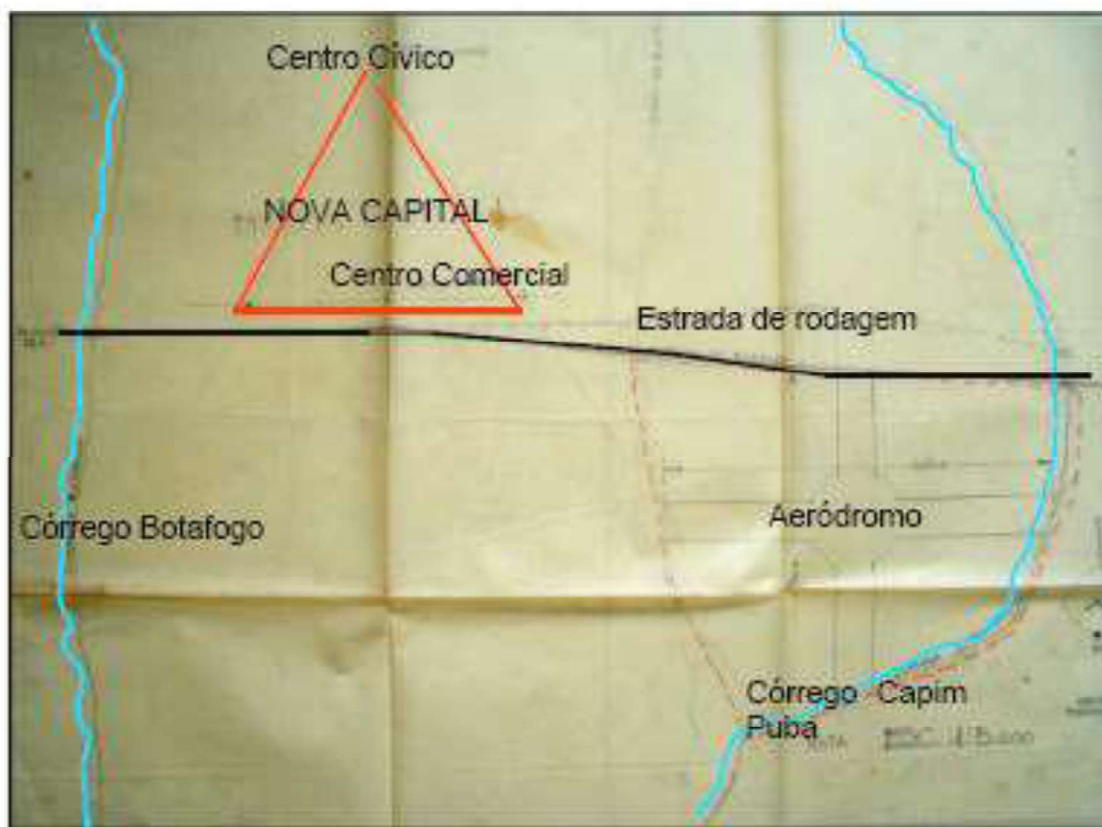 Centro Cívico
NOVA CAPITAL
Centro Comercial
Estrada de rodagem
Córrego Botafogo
Aeródromo
Córrego Capim
Puba